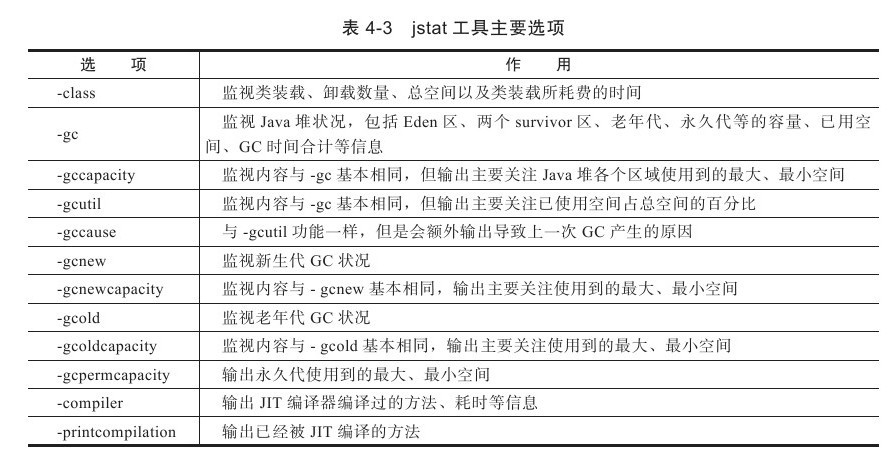 表 4-3 jstat 工具主要选项
选 项 作 用
-class 监视类装载、卸载数量、总空间以及类装载所耗费的时间
-gc 监视 Java 堆状况，包括 Eden 区、两个 survivor 区、老年代、永久代等的容量、已用空
间、GC 时间合计等信息
-gccapacity 监视内容与 -gc 基本相同，但输出主要关注 Java 堆各个区域使用到的最大、最小空间
-gcutil 监视内容与 -gc 基本相同，但输出主要关注已使用空间占总空间的百分比
-gccause 与 -gcutil 功能一样，但是会额外输出导致上一次 GC 产生的原因
-gcnew 监视新生代 GC 状况
-gcnewcapacity 监视内容与 - gcnew 基本相同，输出主要关注使用到的最大、最小空间
-gcold 监视老年代 GC 状况
-gcoldcapacity 监视内容与 - gcold 基本相同，输出主要关注使用到的最大、最小空间
-gcpermcapacity 输出永久代使用到的最大、最小空间
-compiler 输出 JIT 编译器编译过的方法、耗时等信息
-printcompilation 输出已经被 JIT 编译的方法